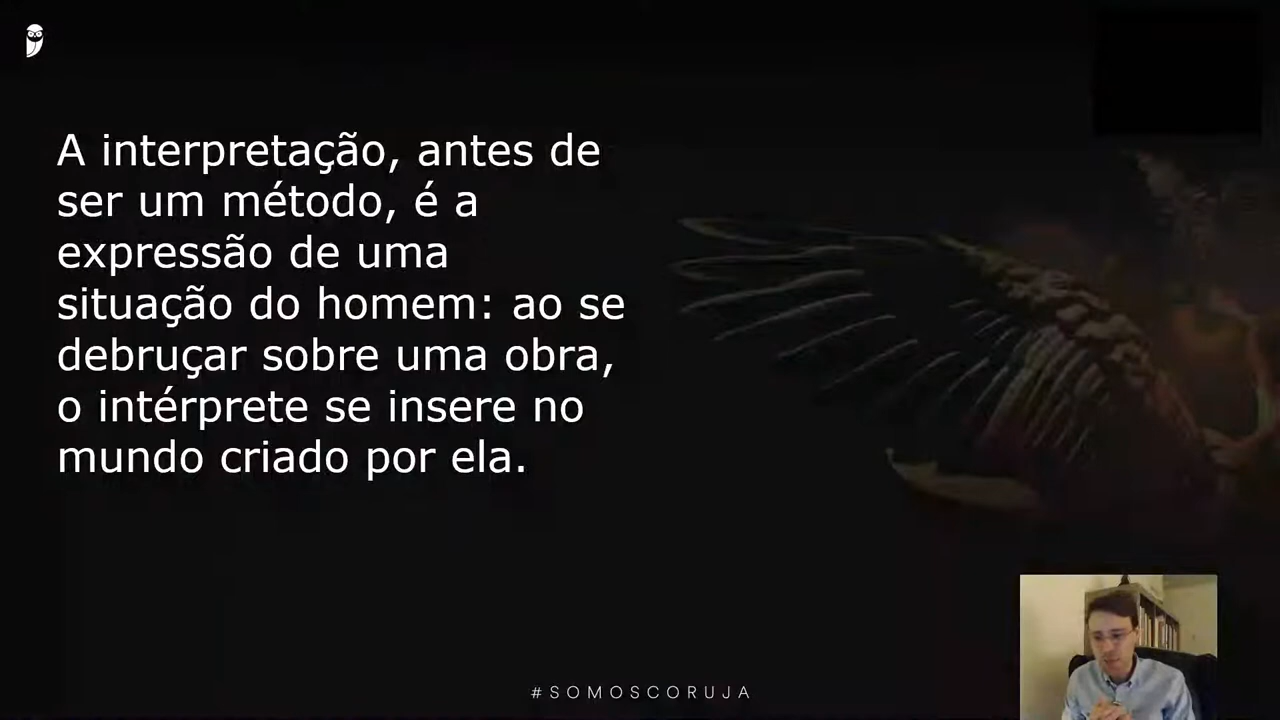 A interpretação, antes de
ser um método, é a
expressão de uma
situação do homem: ao se
debruçar sobre uma obra,
o intérprete se insere no
mundo criado por ela.
#SOMOSCORUJA